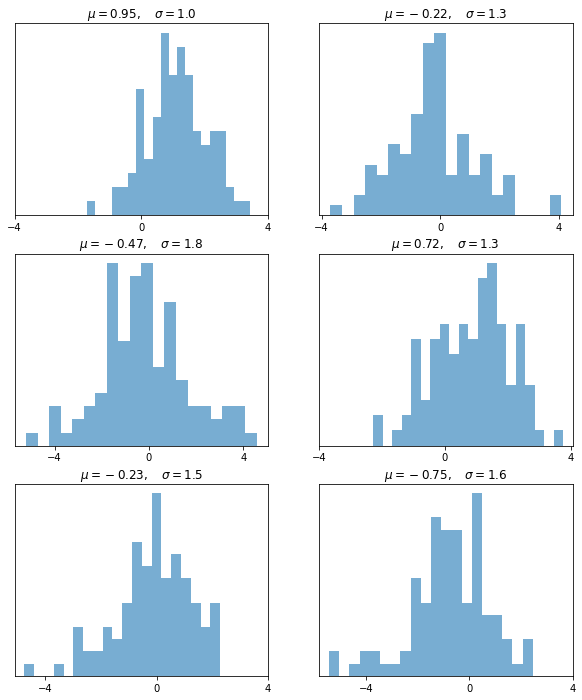 μ = 0.95,   σ = 1.0
−4 0 4
μ = −0.22,   σ = 1.3
−4 0 4
μ = −0.47,   σ = 1.8
−4 0 4
μ = 0.72,   σ = 1.3
−4 0 4
μ = −0.23,   σ = 1.5
−4 0 4
μ = −0.75,   σ = 1.6
−4 0 4